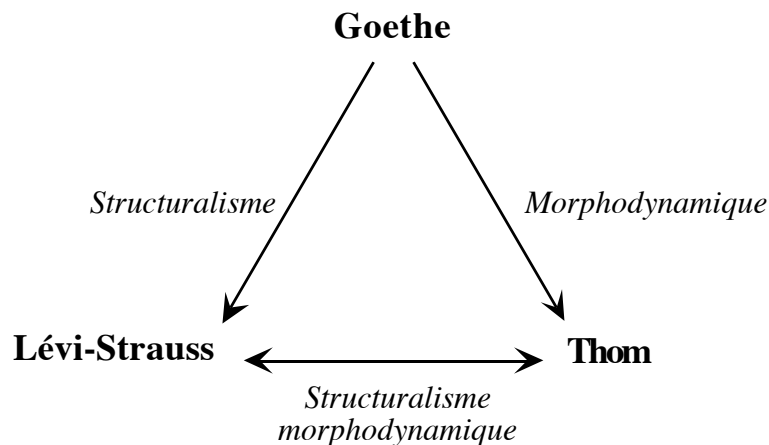 Goethe
Structuralisme
Morphodynamique
Lévi-Strauss
Thom
Structuralisme
morphodynamique